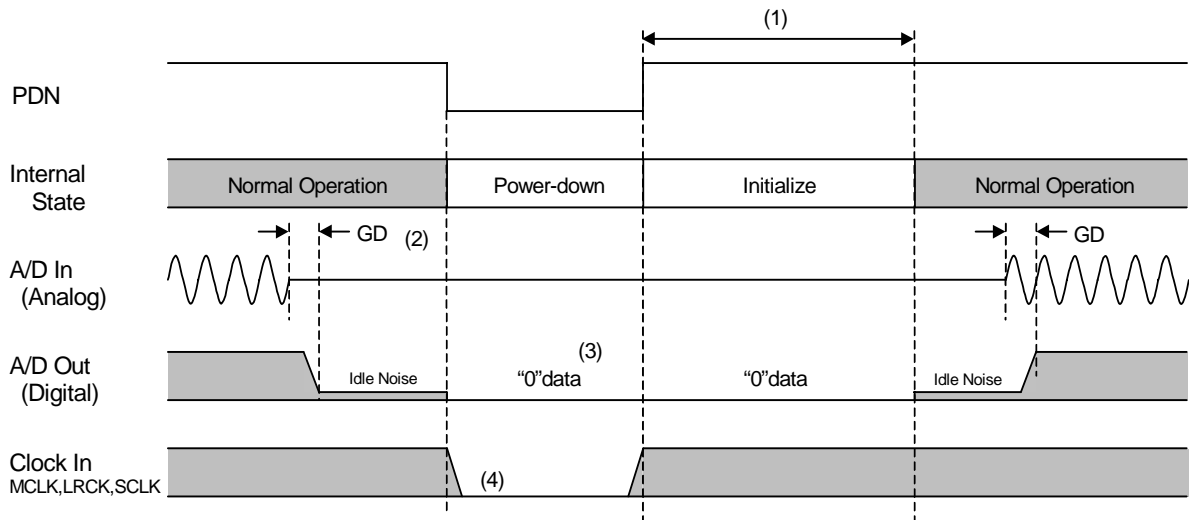 (1)
PDN
Internal
State
Normal Operation
Power-down
Initialize
Normal Operation
GD
(2)
GD
A/D In
(Analog)
A/D Out
(Digital)
Idle Noise
“0”data
(3)
“0”data
Idle Noise
Clock In
MCLK,LRCK,SCLK
(4)